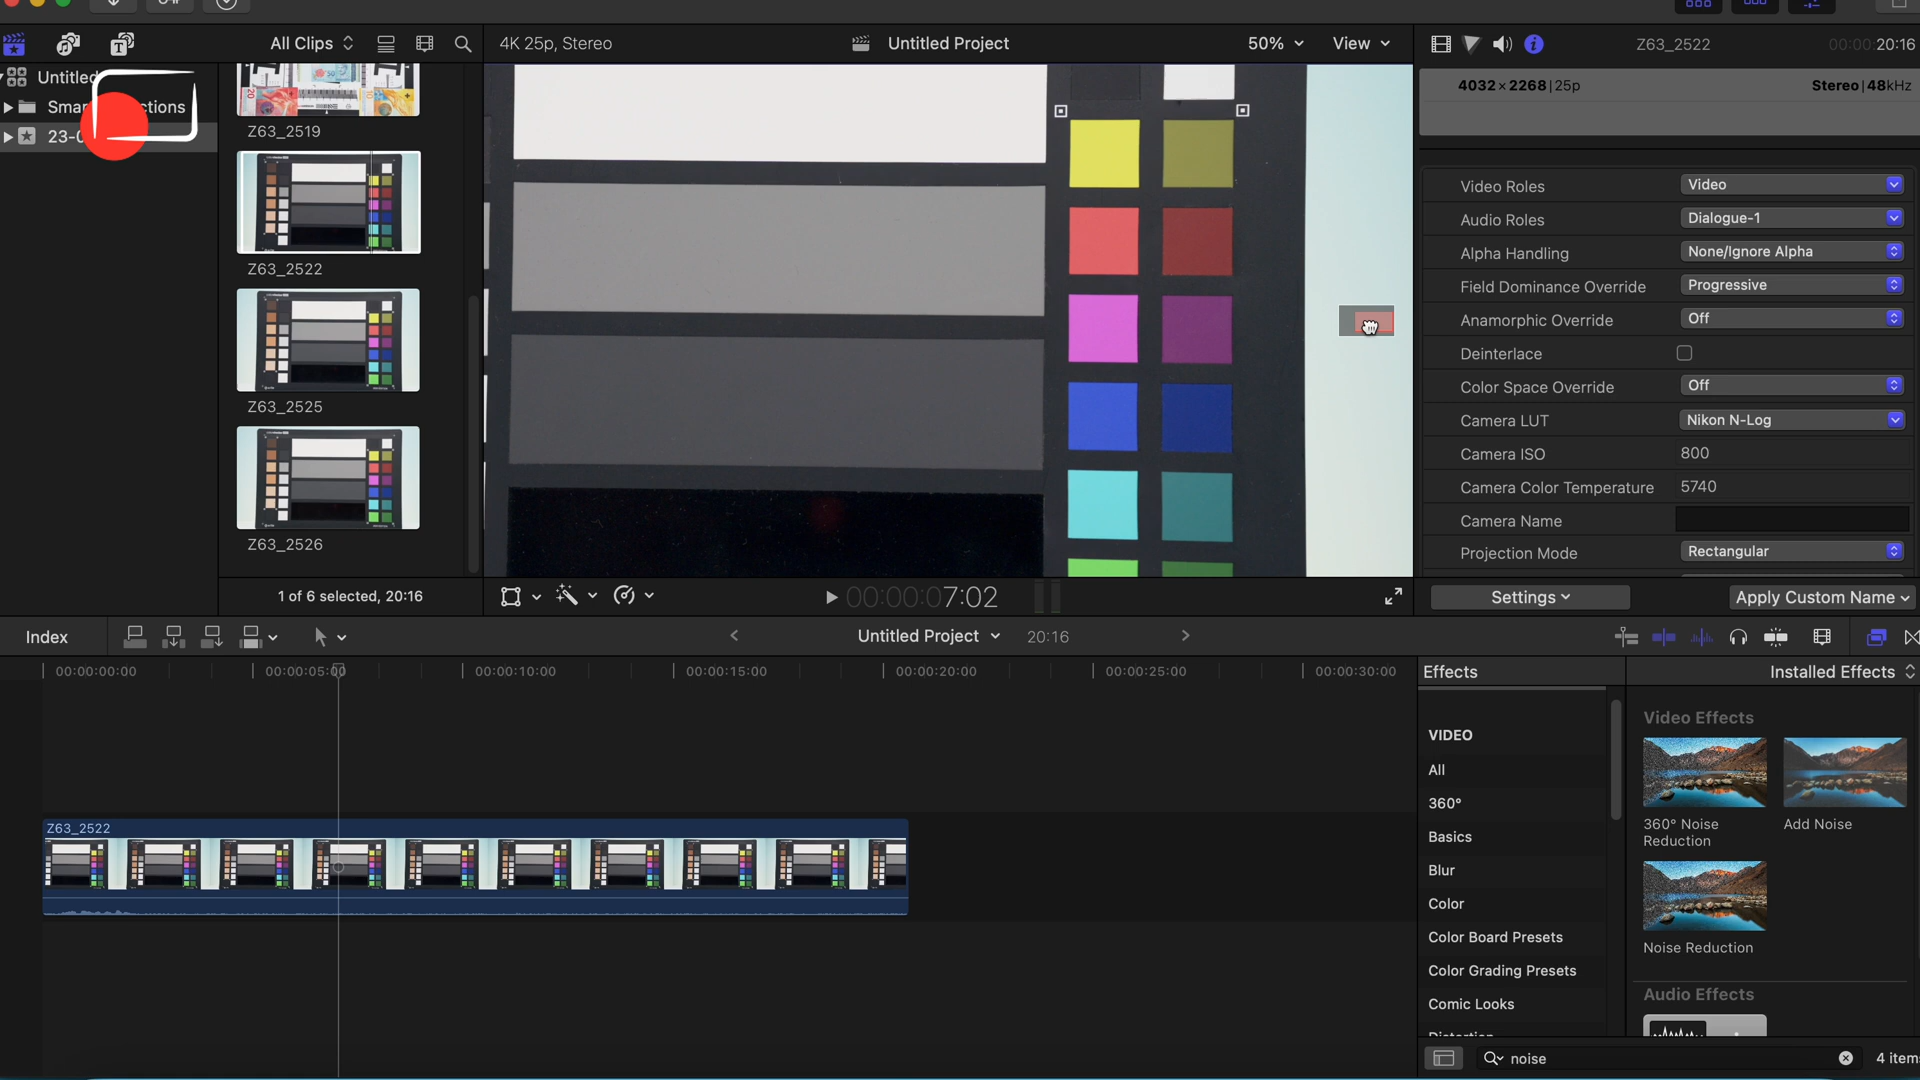 All Clips
4K 25p, Stereo
Untitled Project
50%
View
Z63_2522
00:00:00:20:16
Untitled
4032 × 2268 | 25p
Stereo | 48kHz
Z63_2519
Z63_2522
Z63_2525
Z63_2526
Video Roles
Video
Audio Roles
Dialogue-1
Alpha Handling
None/Ignore Alpha
Field Dominance Override
Progressive
Anamorphic Override
Off
Deinterlace
Color Space Override
Off
Camera LUT
Nikon N-Log
Camera ISO
800
Camera Color Temperature
5740
Camera Name
Projection Mode
Rectangular
1 of 6 selected, 20:16
00:00:07:02
Settings
Apply Custom Name
Index
Untitled Project
20:16
00:00:00:00
00:00:05:00
00:00:10:00
00:00:15:00
00:00:20:00
00:00:25:00
00:00:30:00
Z63_2522
Effects
Installed Effects
VIDEO
All
360°
Basics
Blur
Color
Color Board Presets
Color Grading Presets
Comic Looks
Video Effects
360° Noise
Reduction
Add Noise
Noise Reduction
Audio Effects
noise
4 items